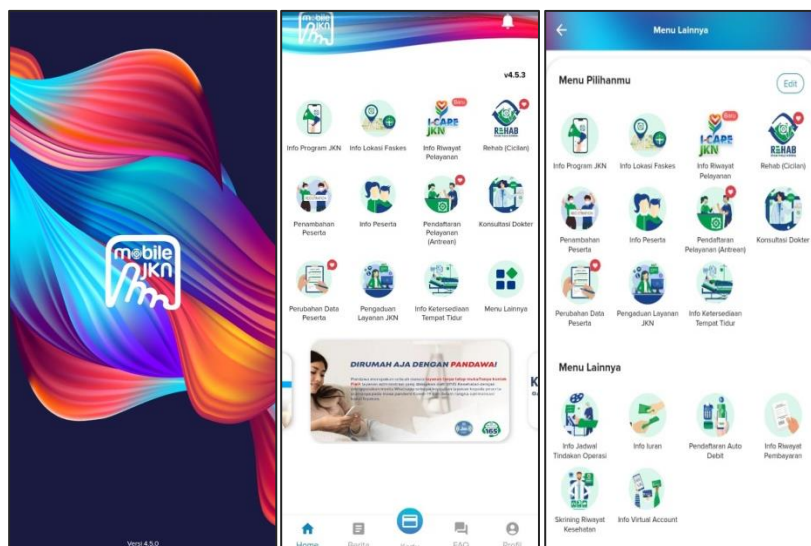 mobile
JKN
Versi 4.5.0
mobile
JKN
v4.5.3
Baru
I-CARE
JKN
REHAB
Info Program JKN
Info Lokasi Faskes
Info Riwayat
Pelayanan
Rehab (Cicilan)
Penambahan
Peserta
Info Peserta
Pendaftaran
Pelayanan
(Antrean)
Konsultasi Dokter
Perubahan Data
Peserta
Pengaduan
Layanan JKN
Info Ketersediaan
Tempat Tidur
Menu Lainnya
DIRUMAH AJA DENGAN PANDAWA!
165
Home
Berita
FAQ
Profil
Menu Lainnya
Menu Pilihanmu
Edit
Baru
I-CARE
JKN
REHAB
Info Program JKN
Info Lokasi Faskes
Info Riwayat
Pelayanan
Rehab (Cicilan)
Penambahan
Peserta
Info Peserta
Pendaftaran
Pelayanan (Antrean)
Konsultasi Dokter
Perubahan Data
Peserta
Pengaduan Layanan
JKN
Info Ketersediaan
Tempat Tidur
Menu Lainnya
Info Jadwal
Tindakan Operasi
Info Iuran
Pendaftaran Auto
Debit
Info Riwayat
Pembayaran
Skrining Riwayat
Kesehatan
Info Virtual Account